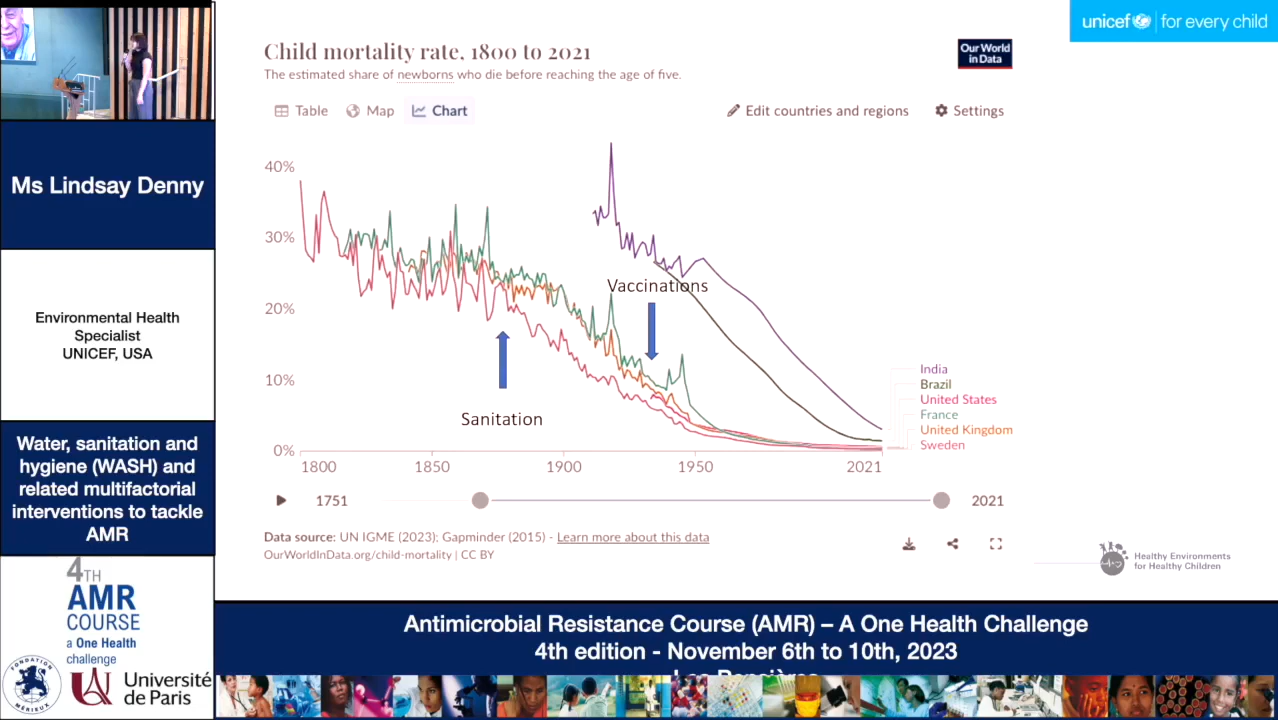 unicef
for every child
Child mortality rate, 1800 to 2021
Our World
in Data
The estimated share of newborns who die before reaching the age of five.
Table
Map
Chart
Edit countries and regions
Settings
40%
30%
20%
10%
0%
Vaccinations
Sanitation
India
Brazil
United States
France
United Kingdom
Sweden
1800
1850
1900
1950
2021
1751
2021
Data source: UN IGME (2023); Gapminder (2015) - Learn more about this data
OurWorldInData.org/child-mortality | CC BY
Healthy Environments
for Healthy Children
Ms Lindsay Denny
Environmental Health
Specialist
UNICEF, USA
Water, sanitation and
hygiene (WASH) and
related multifactorial
interventions to tackle
AMR
4TH
AMR
COURSE
a One Health
challenge
FONDATION
MÉRIEUX
Université
de Paris
Antimicrobial Resistance Course (AMR) – A One Health Challenge
4th edition - November 6th to 10th, 2023